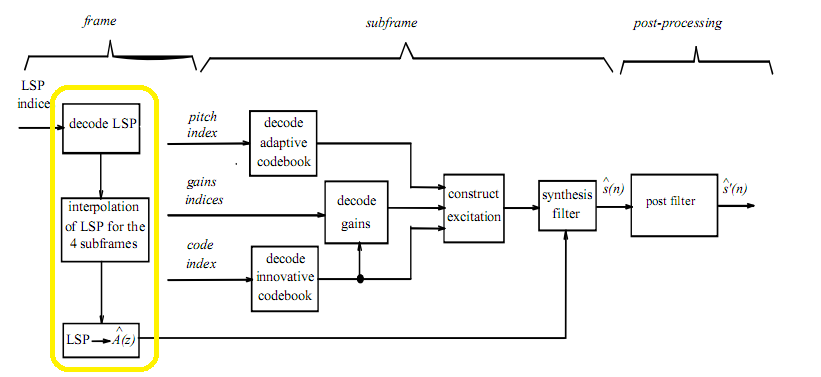 frame
subframe
post-processing
LSP
indice
decode LSP
interpolation
of LSP for the
4 subframes
LSP Â(z)
pitch
index
gains
indices
code
index
decode
adaptive
codebook
decode
gains
decode
innovative
codebook
construct
excitation
synthesis
filter
ŝ(n)
post filter
ŝ'(n)